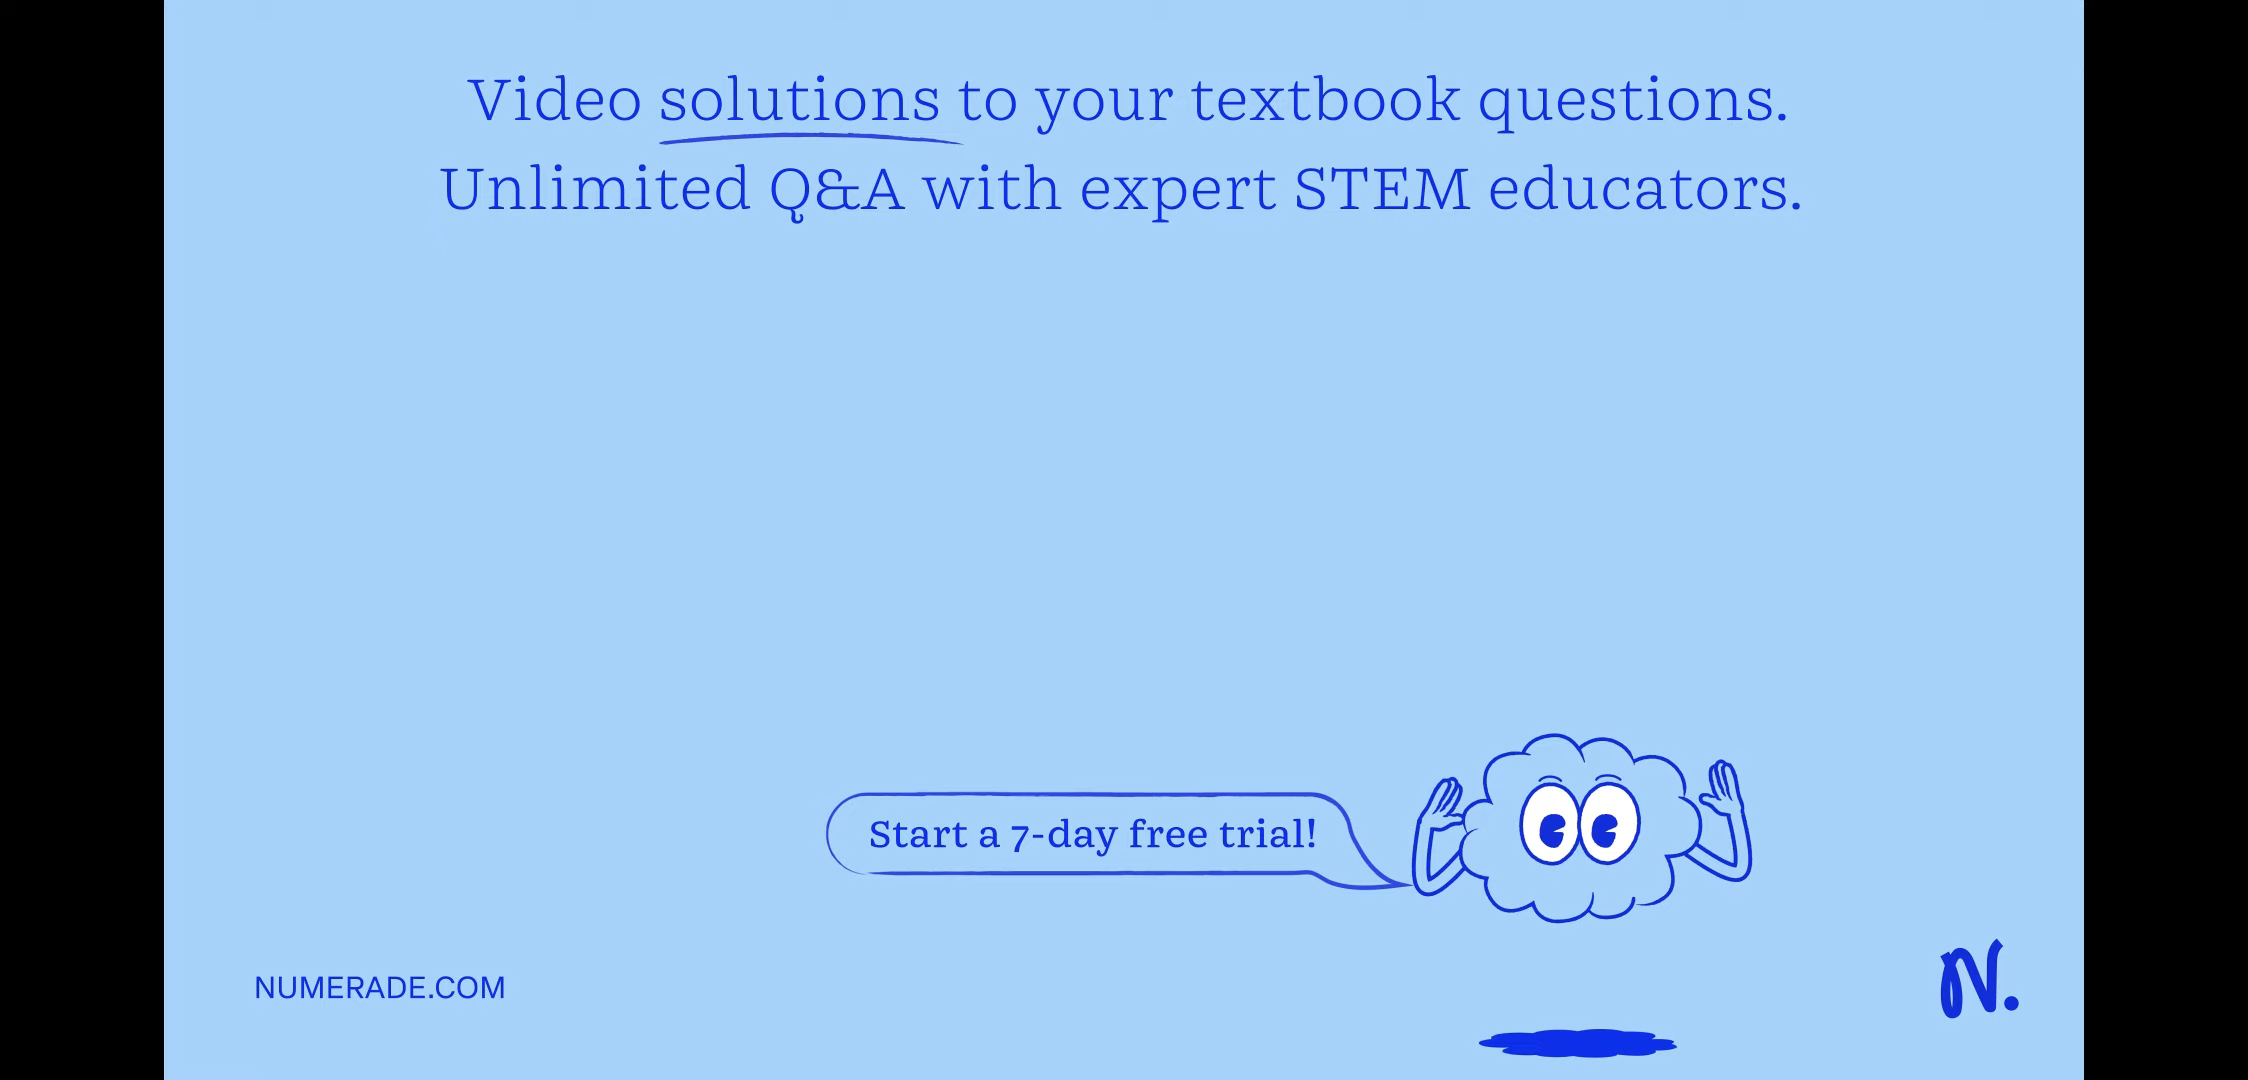 Video solutions to your textbook questions.
Unlimited Q&A with expert STEM educators.
Start a 7-day free trial!
NUMERADE.COM
N.